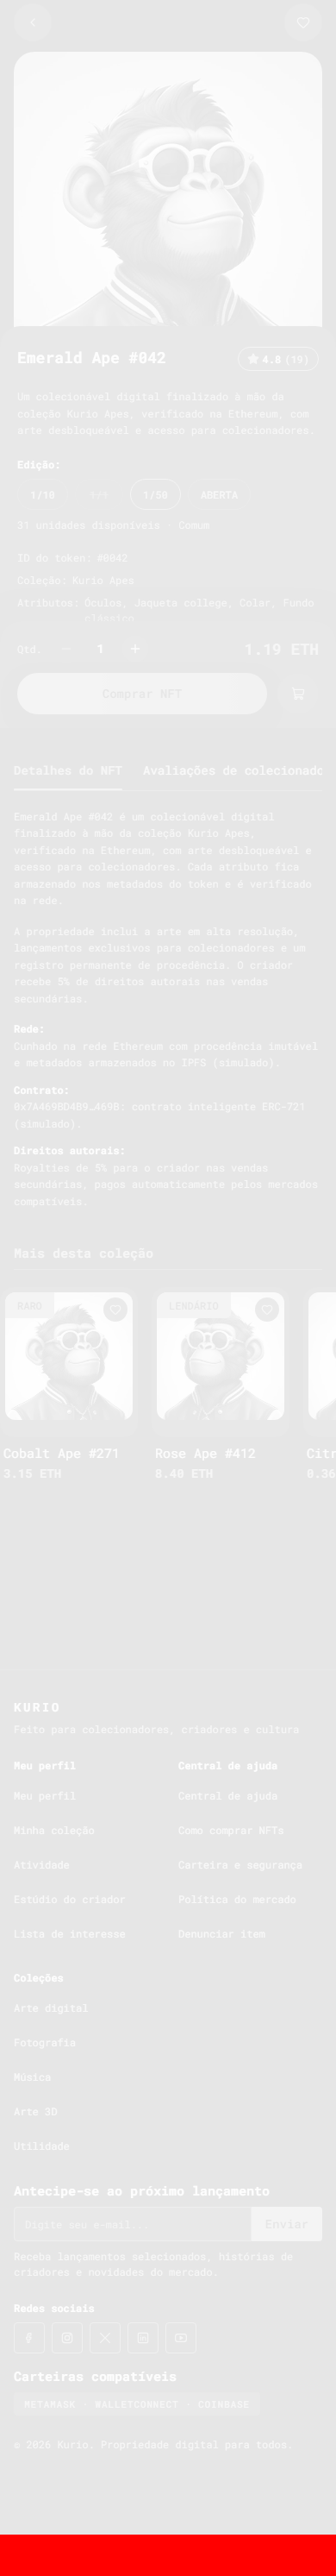 Emerald Ape #042
4.8 (19)
Um colecionável digital finalizado à mão da
coleção Kurio Apes, verificado na Ethereum, com
arte desbloqueável e acesso para colecionadores.
Edição:
1/10
1/50
ABERTA
31 unidades disponíveis · Comum
ID do token: #0042
Coleção: Kurio Apes
Atributos: Óculos, Jaqueta college, Colar, Fundo
clássico
Qtd.
1
1.19 ETH
Comprar NFT
Detalhes do NFT
Avaliações de colecionado
Emerald Ape #042 é um colecionável digital
finalizado à mão da coleção Kurio Apes,
verificado na Ethereum, com arte desbloqueável e
acesso para colecionadores. Cada atributo fica
armazenado nos metadados do token e é verificado
na rede.
A propriedade inclui a arte em alta resolução,
lançamentos exclusivos para colecionadores e um
registro permanente de procedência. O criador
recebe 5% de direitos autorais nas vendas
secundárias.
Rede:
Cunhado na rede Ethereum com procedência imutável
e metadados armazenados no IPFS (simulado).
Contrato:
0x7A469BD4B9…469B: contrato inteligente ERC-721
(simulado).
Direitos autorais:
Royalties de 5% para o criador nas vendas
secundárias, pagos automaticamente pelos mercados
compatíveis.
Mais desta coleção
RARO
LENDÁRIO
Cobalt Ape #271
Rose Ape #412
Citr
3.15 ETH
8.40 ETH
0.36
KURIO
Feito para colecionadores, criadores e cultura
Meu perfil
Central de ajuda
Meu perfil
Central de ajuda
Minha coleção
Como comprar NFTs
Atividade
Carteira e segurança
Estúdio do criador
Política do mercado
Lista de interesse
Denunciar item
Coleções
Arte digital
Fotografia
Música
Arte 3D
Utilidade
Antecipe-se ao próximo lançamento
Digite seu e-mail...
Enviar
Receba lançamentos selecionados, histórias de
criadores e novidades do mercado.
Redes sociais
Carteiras compatíveis
METAMASK · WALLETCONNECT · COINBASE
© 2026 Kurio. Propriedade digital para todos.